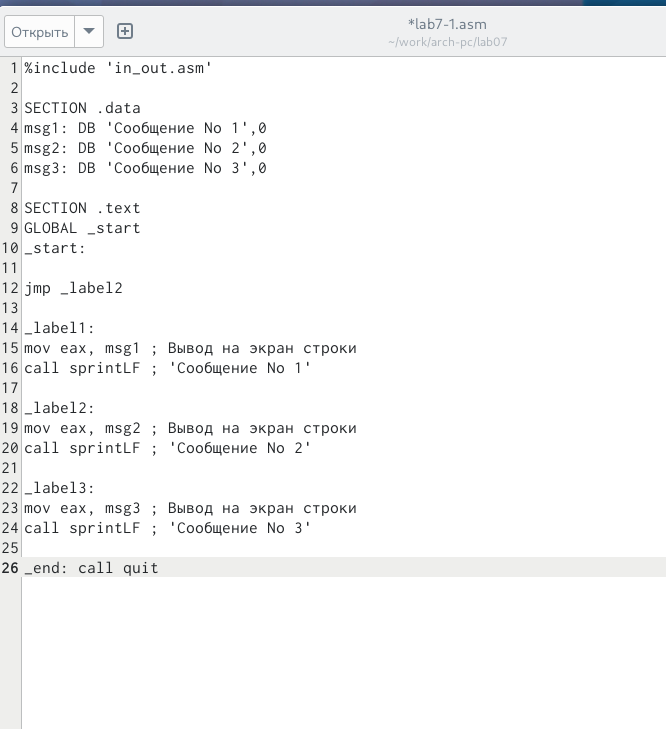 Открыть
*lab7-1.asm
~/work/arch-pc/lab07
1 %include 'in_out.asm'
2
3 SECTION .data
4 msg1: DB 'Сообщение No 1',0
5 msg2: DB 'Сообщение No 2',0
6 msg3: DB 'Сообщение No 3',0
7
8 SECTION .text
9 GLOBAL _start
10 _start:
11
12 jmp _label2
13
14 _label1:
15 mov eax, msg1 ; Вывод на экран строки
16 call sprintLF ; 'Сообщение No 1'
17
18 _label2:
19 mov eax, msg2 ; Вывод на экран строки
20 call sprintLF ; 'Сообщение No 2'
21
22 _label3:
23 mov eax, msg3 ; Вывод на экран строки
24 call sprintLF ; 'Сообщение No 3'
25
26 _end: call quit